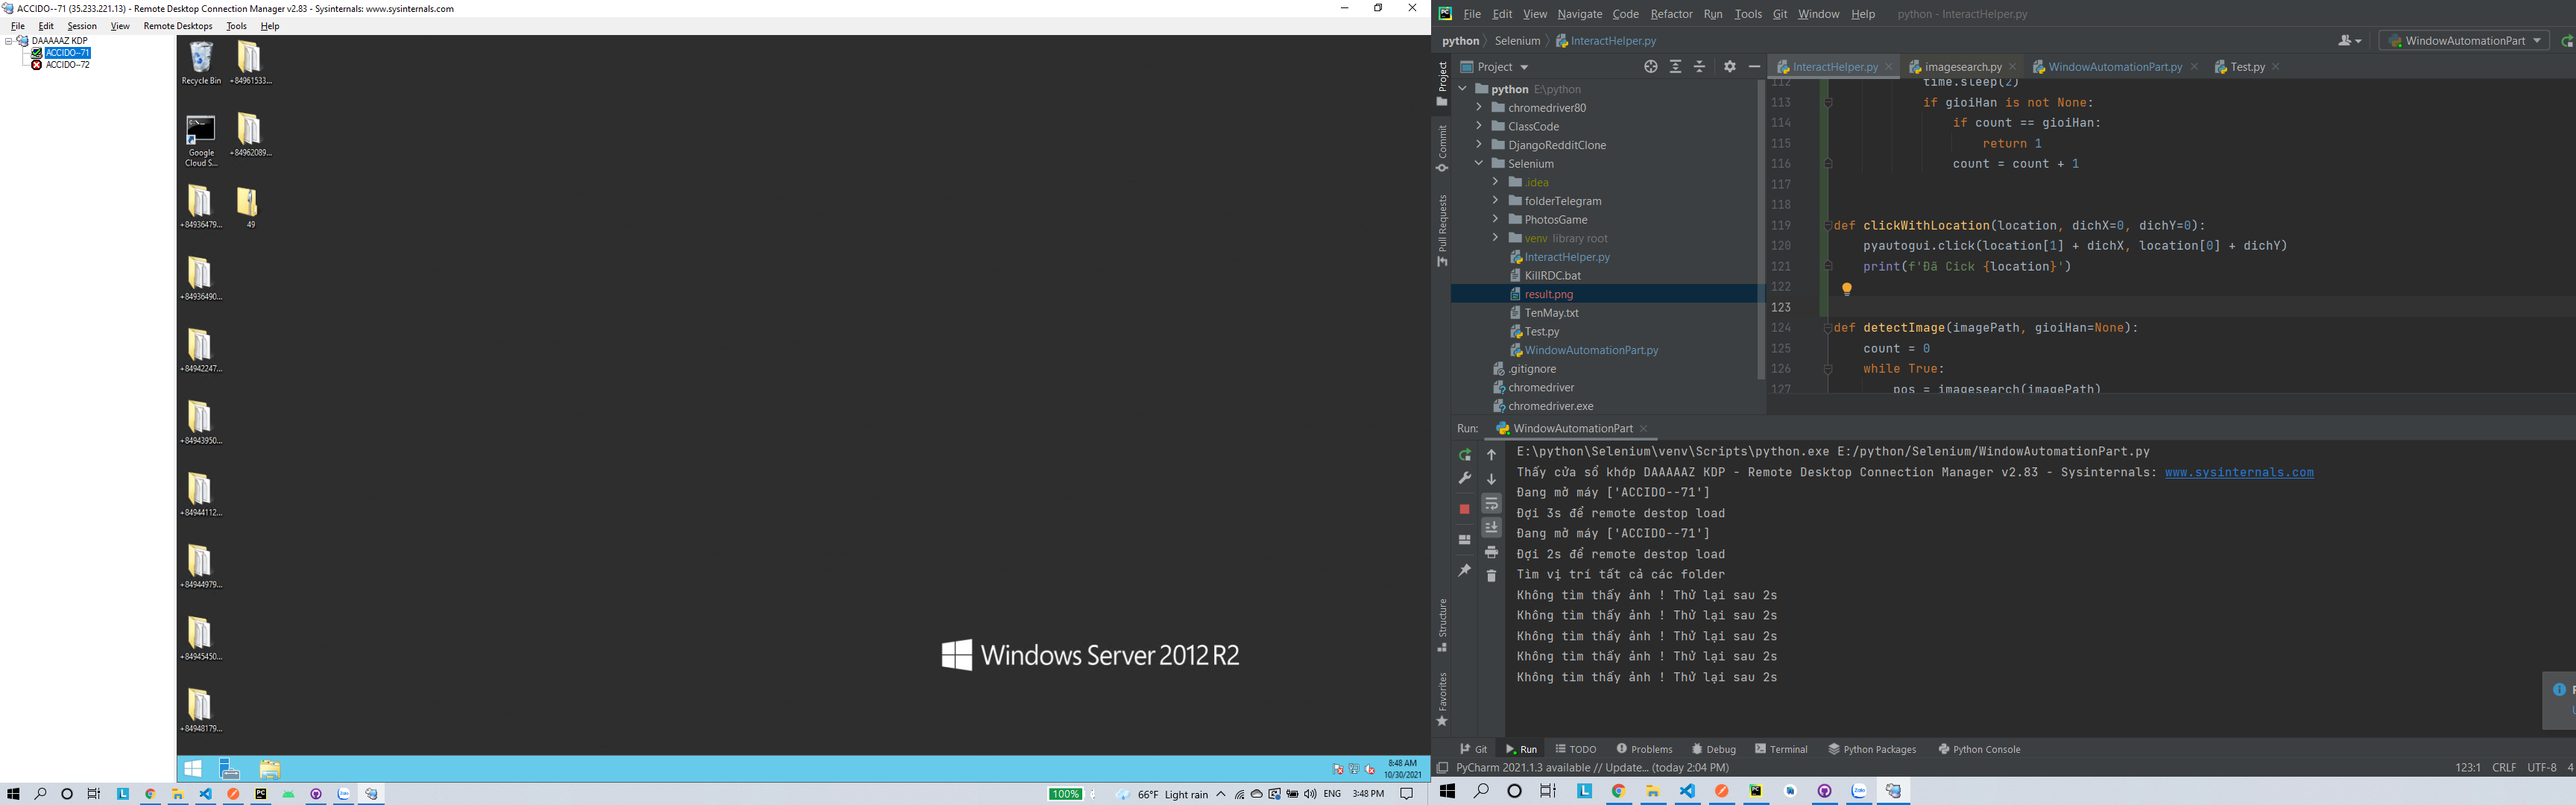 ACCIDO--71 (35.233.221.13) - Remote Desktop Connection Manager v2.83 - Sysinternals: www.sysinternals.com
File Edit Session View Remote Desktops Tools Help
DAAAAAZ KDP
ACCIDO--71
ACCIDO--72
Recycle Bin
+84961533...
Google
Cloud S...
+84962089...
+84936479...
49
+84936490...
+84942247...
+84943950...
+84944112...
+84944979...
+84945450...
+84948179...
Windows Server 2012 R2
8:48 AM
10/30/2021
100%
66°F Light rain
ENG
3:48 PM
File Edit View Navigate Code Refactor Run Tools Git Window Help python - InteractHelper.py
python Selenium InteractHelper.py
WindowAutomationPart
Project
InteractHelper.py imagesearch.py WindowAutomationPart.py Test.py
Project
Commit
Pull Requests
Structure
Favorites
python E:\python
chromedriver80
ClassCode
DjangoRedditClone
Selenium
.idea
folderTelegram
PhotosGame
venv library root
InteractHelper.py
KillRDC.bat
result.png
TenMay.txt
Test.py
WindowAutomationPart.py
.gitignore
chromedriver
chromedriver.exe
112 time.sleep(2)
113 if gioiHan is not None:
114 if count == gioiHan:
115 return 1
116 count = count + 1
117
118
119 def clickWithLocation(location, dichX=0, dichY=0):
120 pyautogui.click(location[1] + dichX, location[0] + dichY)
121 print(f'Đã Cick {location}')
122
123
124 def detectImage(imagePath, gioiHan=None):
125 count = 0
126 while True:
127 pos = imagesearch(imagePath)
Run: WindowAutomationPart
E:\python\Selenium\venv\Scripts\python.exe E:/python/Selenium/WindowAutomationPart.py
Thấy cửa sổ khớp DAAAAAZ KDP - Remote Desktop Connection Manager v2.83 - Sysinternals: www.sysinternals.com
Đang mở máy ['ACCIDO--71']
Đợi 3s để remote destop load
Đang mở máy ['ACCIDO--71']
Đợi 2s để remote destop load
Tìm vị trí tất cả các folder
Không tìm thấy ảnh ! Thử lại sau 2s
Không tìm thấy ảnh ! Thử lại sau 2s
Không tìm thấy ảnh ! Thử lại sau 2s
Không tìm thấy ảnh ! Thử lại sau 2s
Không tìm thấy ảnh ! Thử lại sau 2s
Git Run TODO Problems Debug Terminal Python Packages Python Console
PyCharm 2021.1.3 available // Update... (today 2:04 PM)
123:1 CRLF UTF-8 4